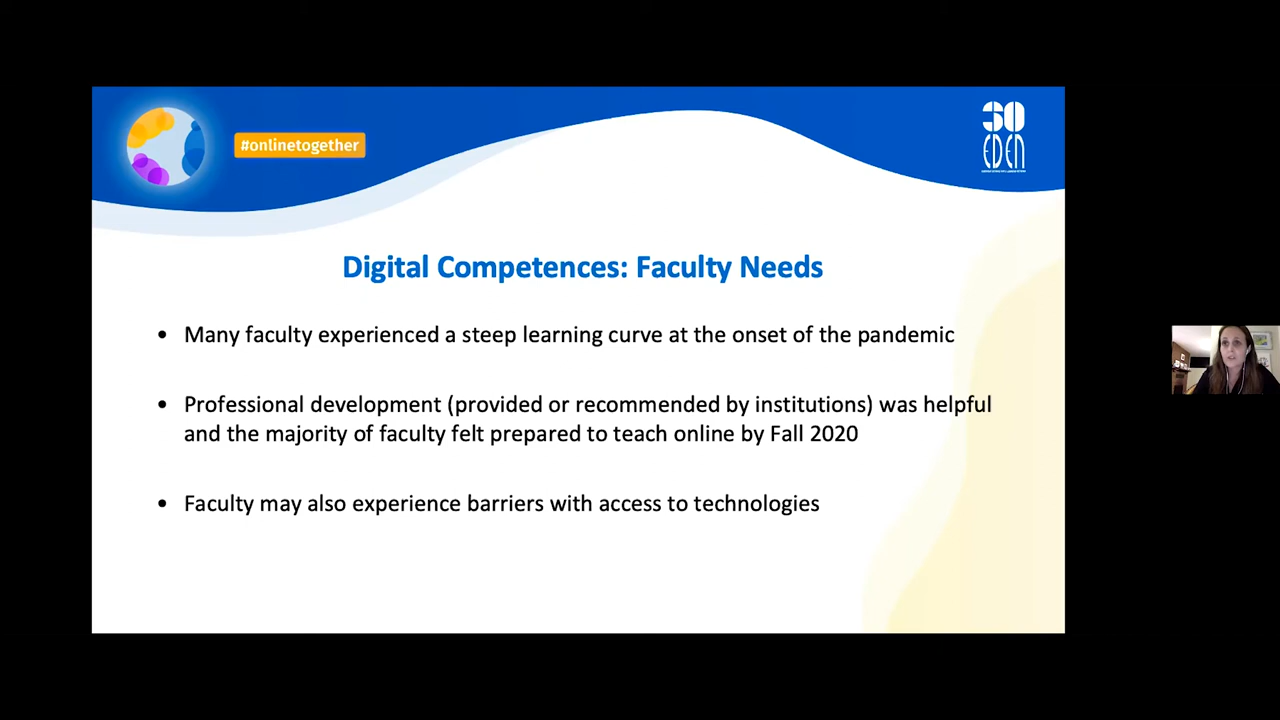 #onlinetogether
30
EDEN
Digital Competences: Faculty Needs
• Many faculty experienced a steep learning curve at the onset of the pandemic
• Professional development (provided or recommended by institutions) was helpful
and the majority of faculty felt prepared to teach online by Fall 2020
• Faculty may also experience barriers with access to technologies